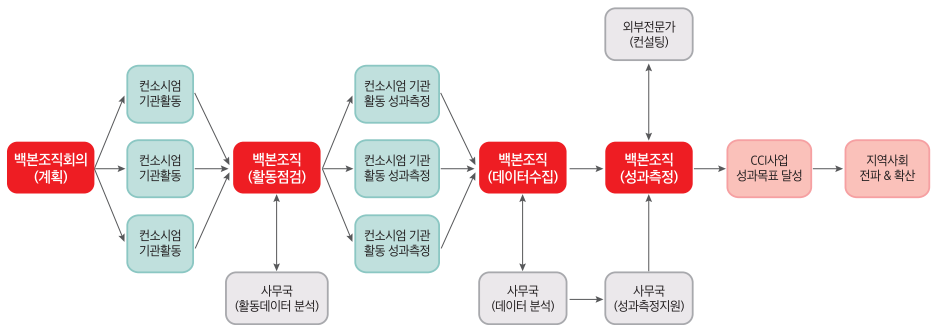 외부전문가
(컨설팅)
컨소시엄
기관활동
컨소시엄 기관
활동 성과측정
백본조직회의
(계획)
컨소시엄
기관활동
백본조직
(활동점검)
컨소시엄 기관
활동 성과측정
백본조직
(데이터수집)
백본조직
(성과측정)
CCI사업
성과목표 달성
지역사회
전파 & 확산
컨소시엄
기관활동
컨소시엄 기관
활동 성과측정
사무국
(활동데이터 분석)
사무국
(데이터 분석)
사무국
(성과측정지원)